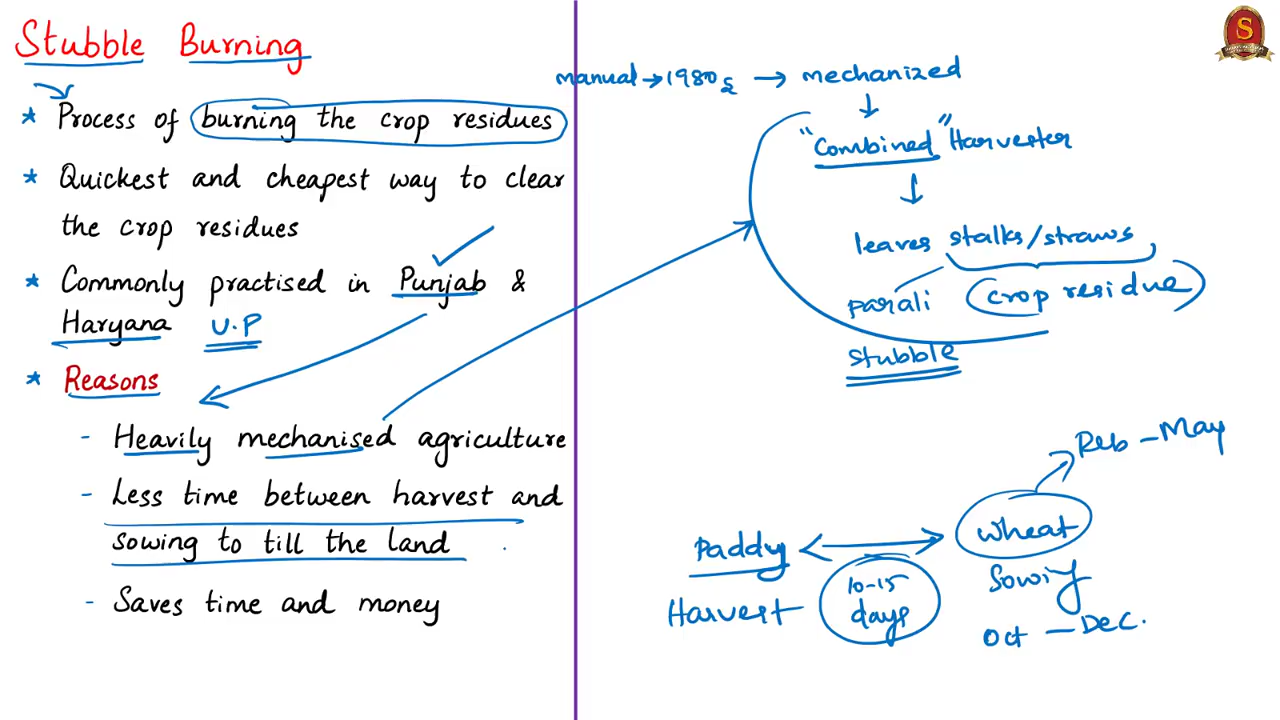 Stubble Burning
* Process of burning the crop residues
* Quickest and cheapest way to clear
the crop residues
* Commonly practised in Punjab &
Haryana U.P
* Reasons
- Heavily mechanised agriculture
- Less time between harvest and
sowing to till the land
- Saves time and money
S
manual → 1980s → mechanized
↓
"Combined" Harvester
↓
leaves stalks/straws
parali (crop residue)
stubble
Paddy ↔ wheat → Reb - May
Harvest 10-15 days Sowing
Oct - Dec.